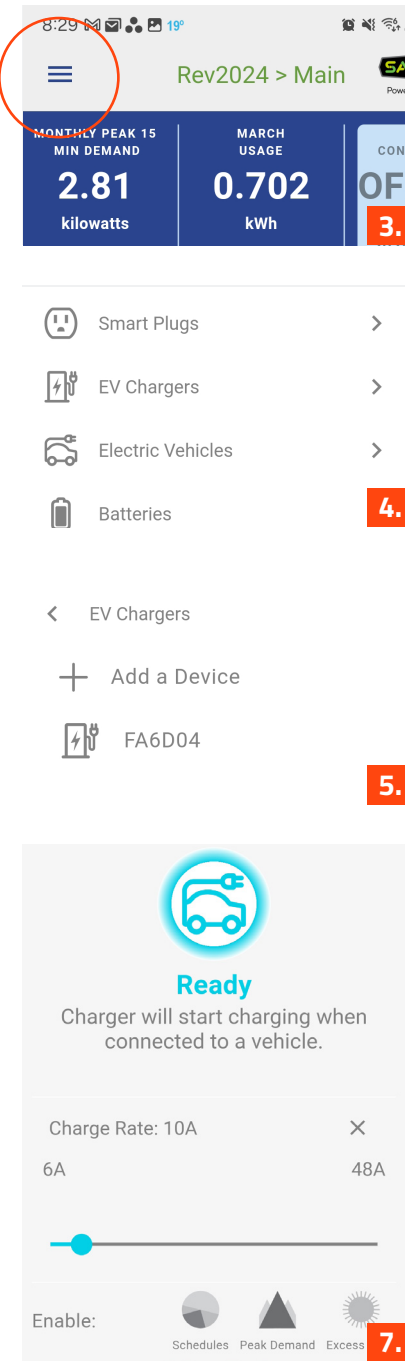 8:29 19°
Rev2024 > Main
MONTHLY PEAK 15
MIN DEMAND
2.81
kilowatts
MARCH
USAGE
0.702
kWh
3.
Smart Plugs
EV Chargers
Electric Vehicles
Batteries
4.
EV Chargers
Add a Device
FA6D04
5.
Ready
Charger will start charging when
connected to a vehicle.
Charge Rate: 10A
6A 48A
Enable:
Schedules Peak Demand Excess
7.